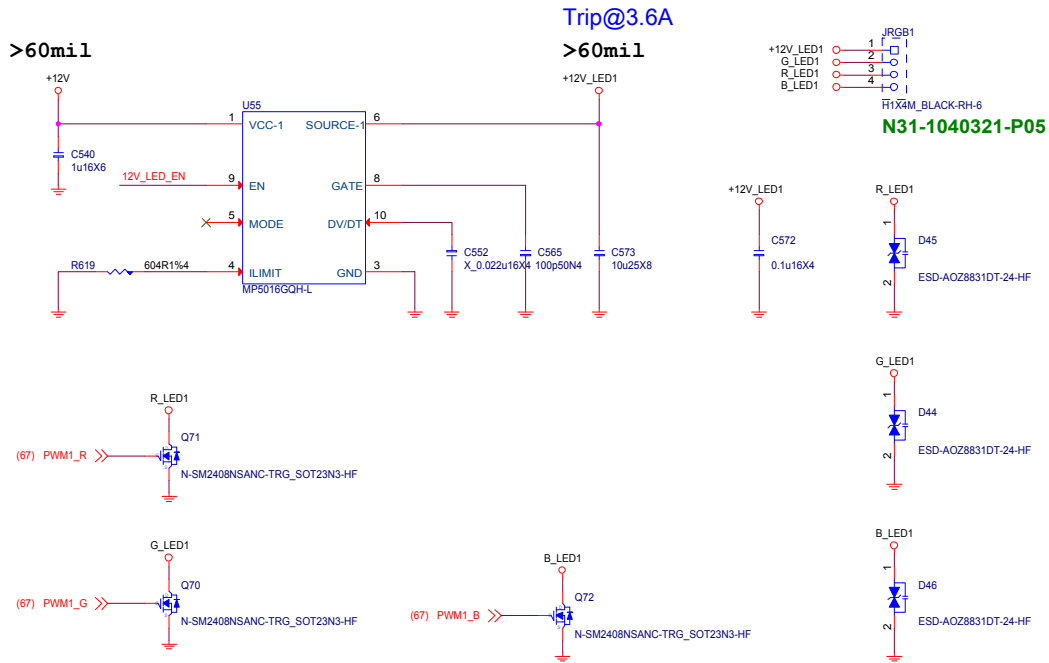 Trip@3.6A
>60mil
>60mil
+12V
+12V_LED1
JRGB1
+12V_LED1 1
G_LED1 2
R_LED1 3
B_LED1 4
H1X4M_BLACK-RH-6
N31-1040321-P05
U55
1 VCC-1 SOURCE-1 6
C540
1u16X6
12V_LED_EN 9 EN GATE 8
5 MODE DV/DT 10
R619 604R1%4 4 ILIMIT GND 3
MP5016GQH-L
C552
X_0.022u16X4
C565
100p50N4
C573
10u25X8
+12V_LED1
C572
0.1u16X4
R_LED1
1
D45
ESD-AOZ8831DT-24-HF
2
G_LED1
1
D44
ESD-AOZ8831DT-24-HF
2
R_LED1
Q71
(67) PWM1_R
N-SM2408NSANC-TRG_SOT23N3-HF
G_LED1
Q70
(67) PWM1_G
N-SM2408NSANC-TRG_SOT23N3-HF
B_LED1
Q72
(67) PWM1_B
N-SM2408NSANC-TRG_SOT23N3-HF
B_LED1
1
D46
ESD-AOZ8831DT-24-HF
2